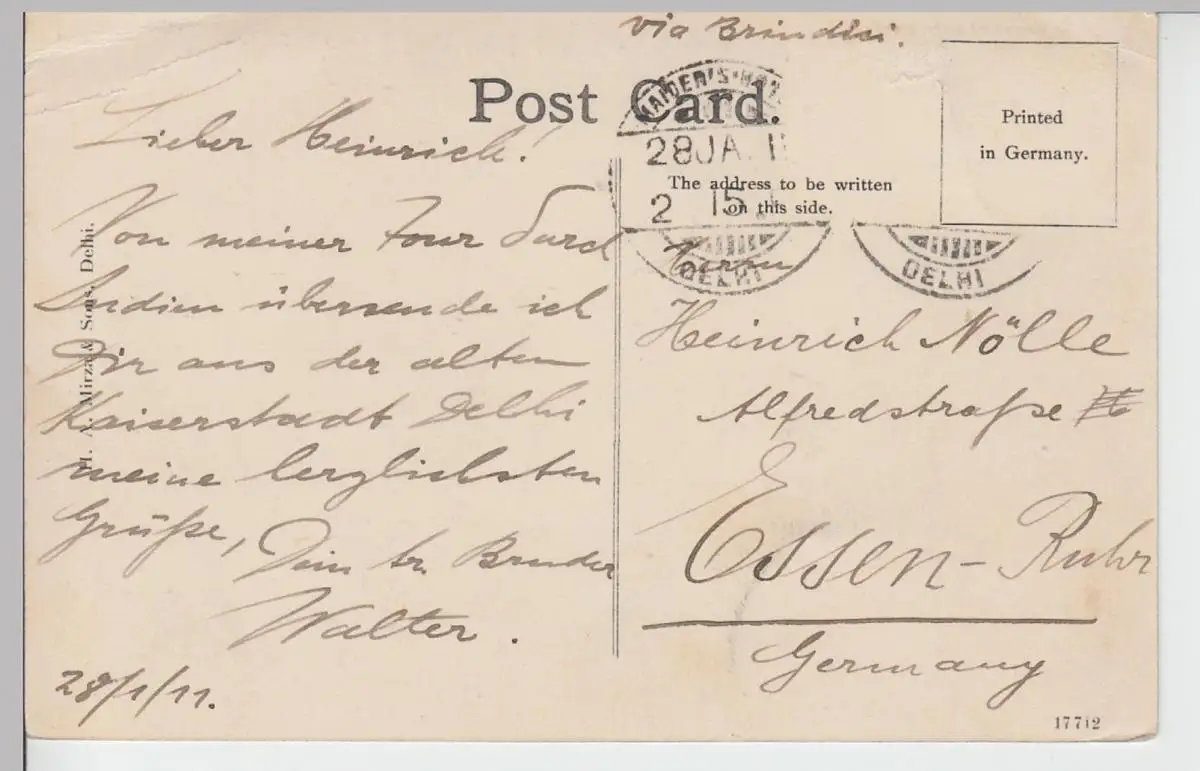 via Brindisi.
Post Card.
MAIDEN'S HOT
28 JA. 11
2 15
DELHI
DELHI
Printed
in Germany.
The address to be written
on this side.
Lieber Heinrich!
Von meiner Tour durch
Indien übersende ich
Dir aus der alten
Kaiserstadt Delhi
meine herzlichsten
Grüße,
Dein tr. Bruder
Walter.
28/1/11.
H. A. Mirza & Sons, Delhi.
Herrn
Heinrich Nölle
Alfredstraße
Essen-Ruhr
Germany
17712